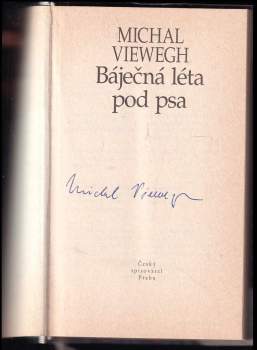 MICHAL
VIEWEGH
Báječná léta
pod psa
Michal Viewegh
Český
spisovatel
Praha